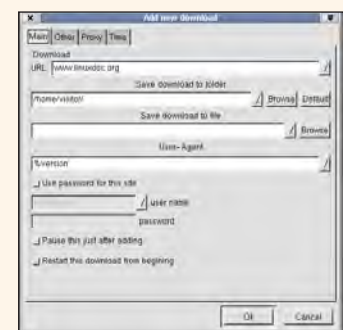 Add new download
Main Other Proxy Time
Download
URL www.linuxdoc.org
Save download to folder
/home/visitor/ Browse Default
Save download to file
Browse
User-Agent
%version
Use password for this site
user name
password
Pause this just after adding
Restart this download from begining
Ok Cancel